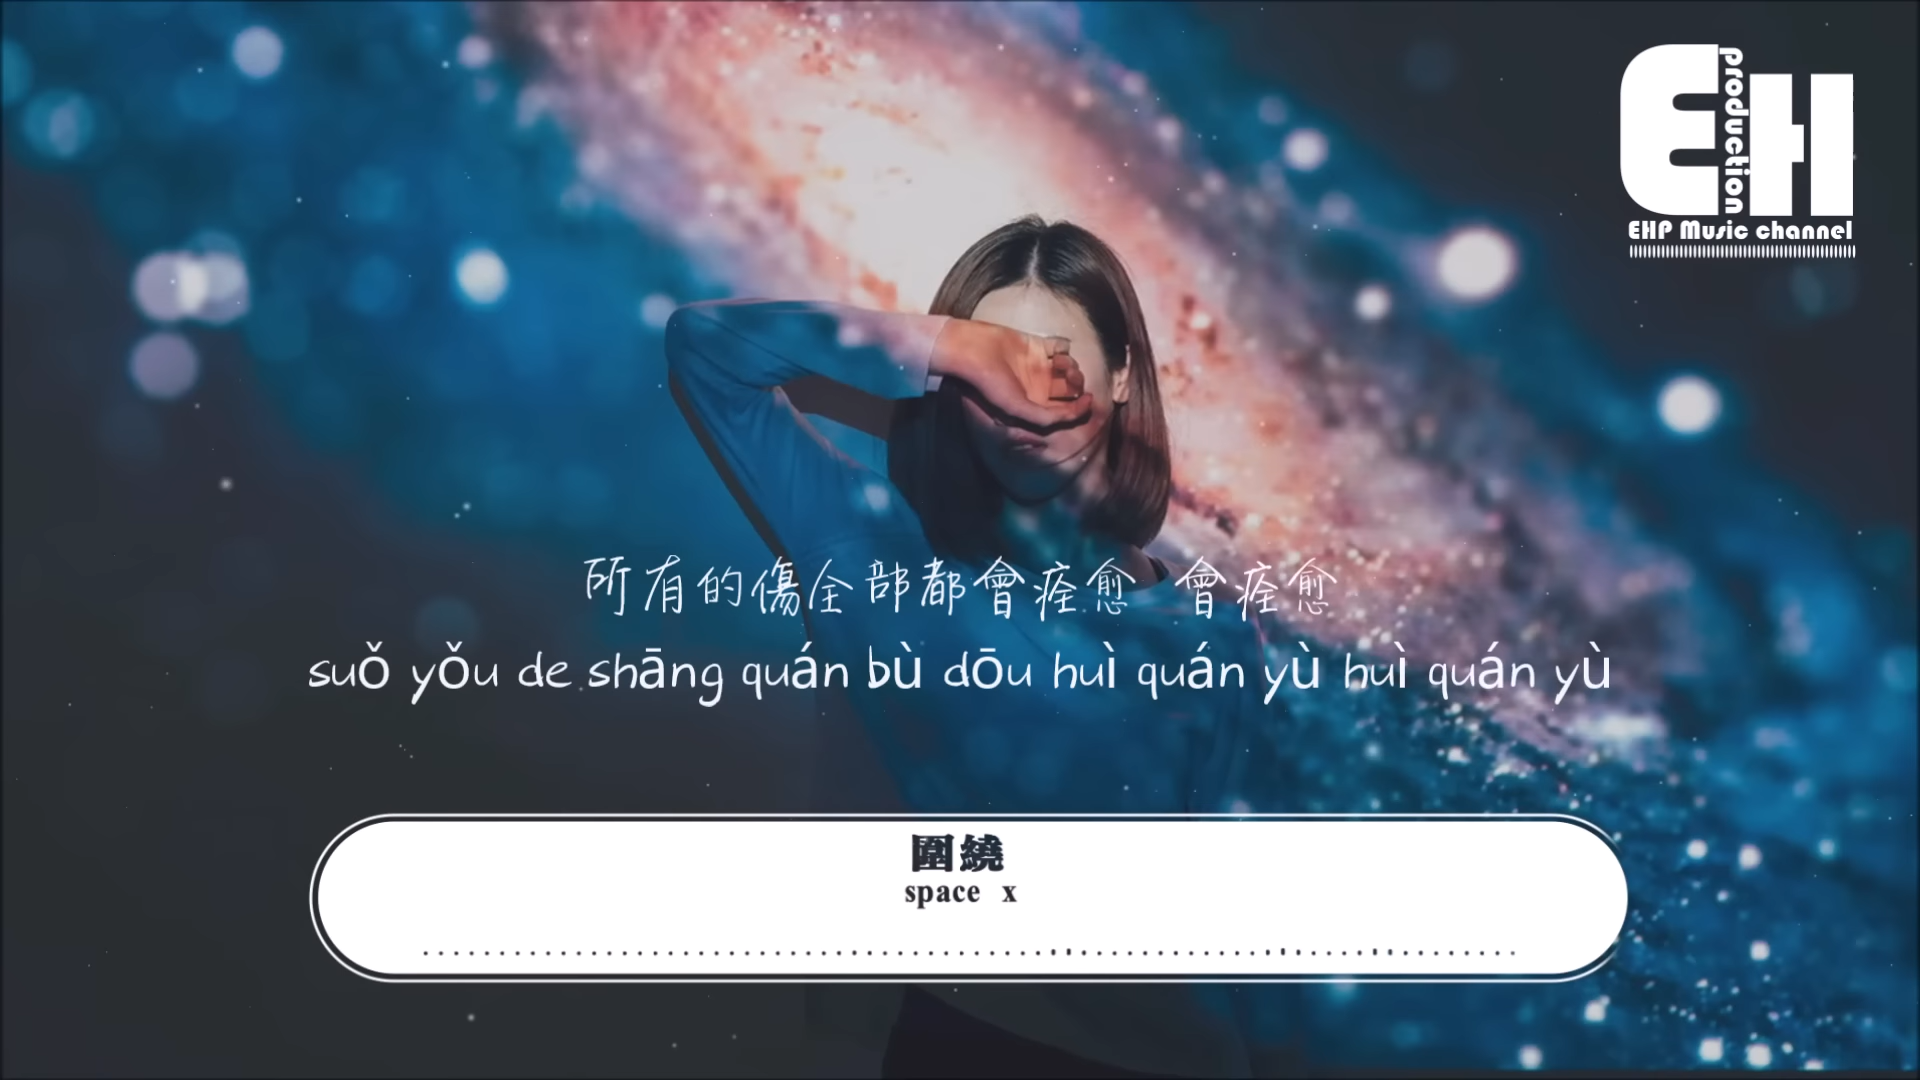 EH
production
EHP Music channel
所有的傷全部都會痊愈 會痊愈
suǒ yǒu de shāng quán bù dōu huì quán yù huì quán yù
圍繞
space x